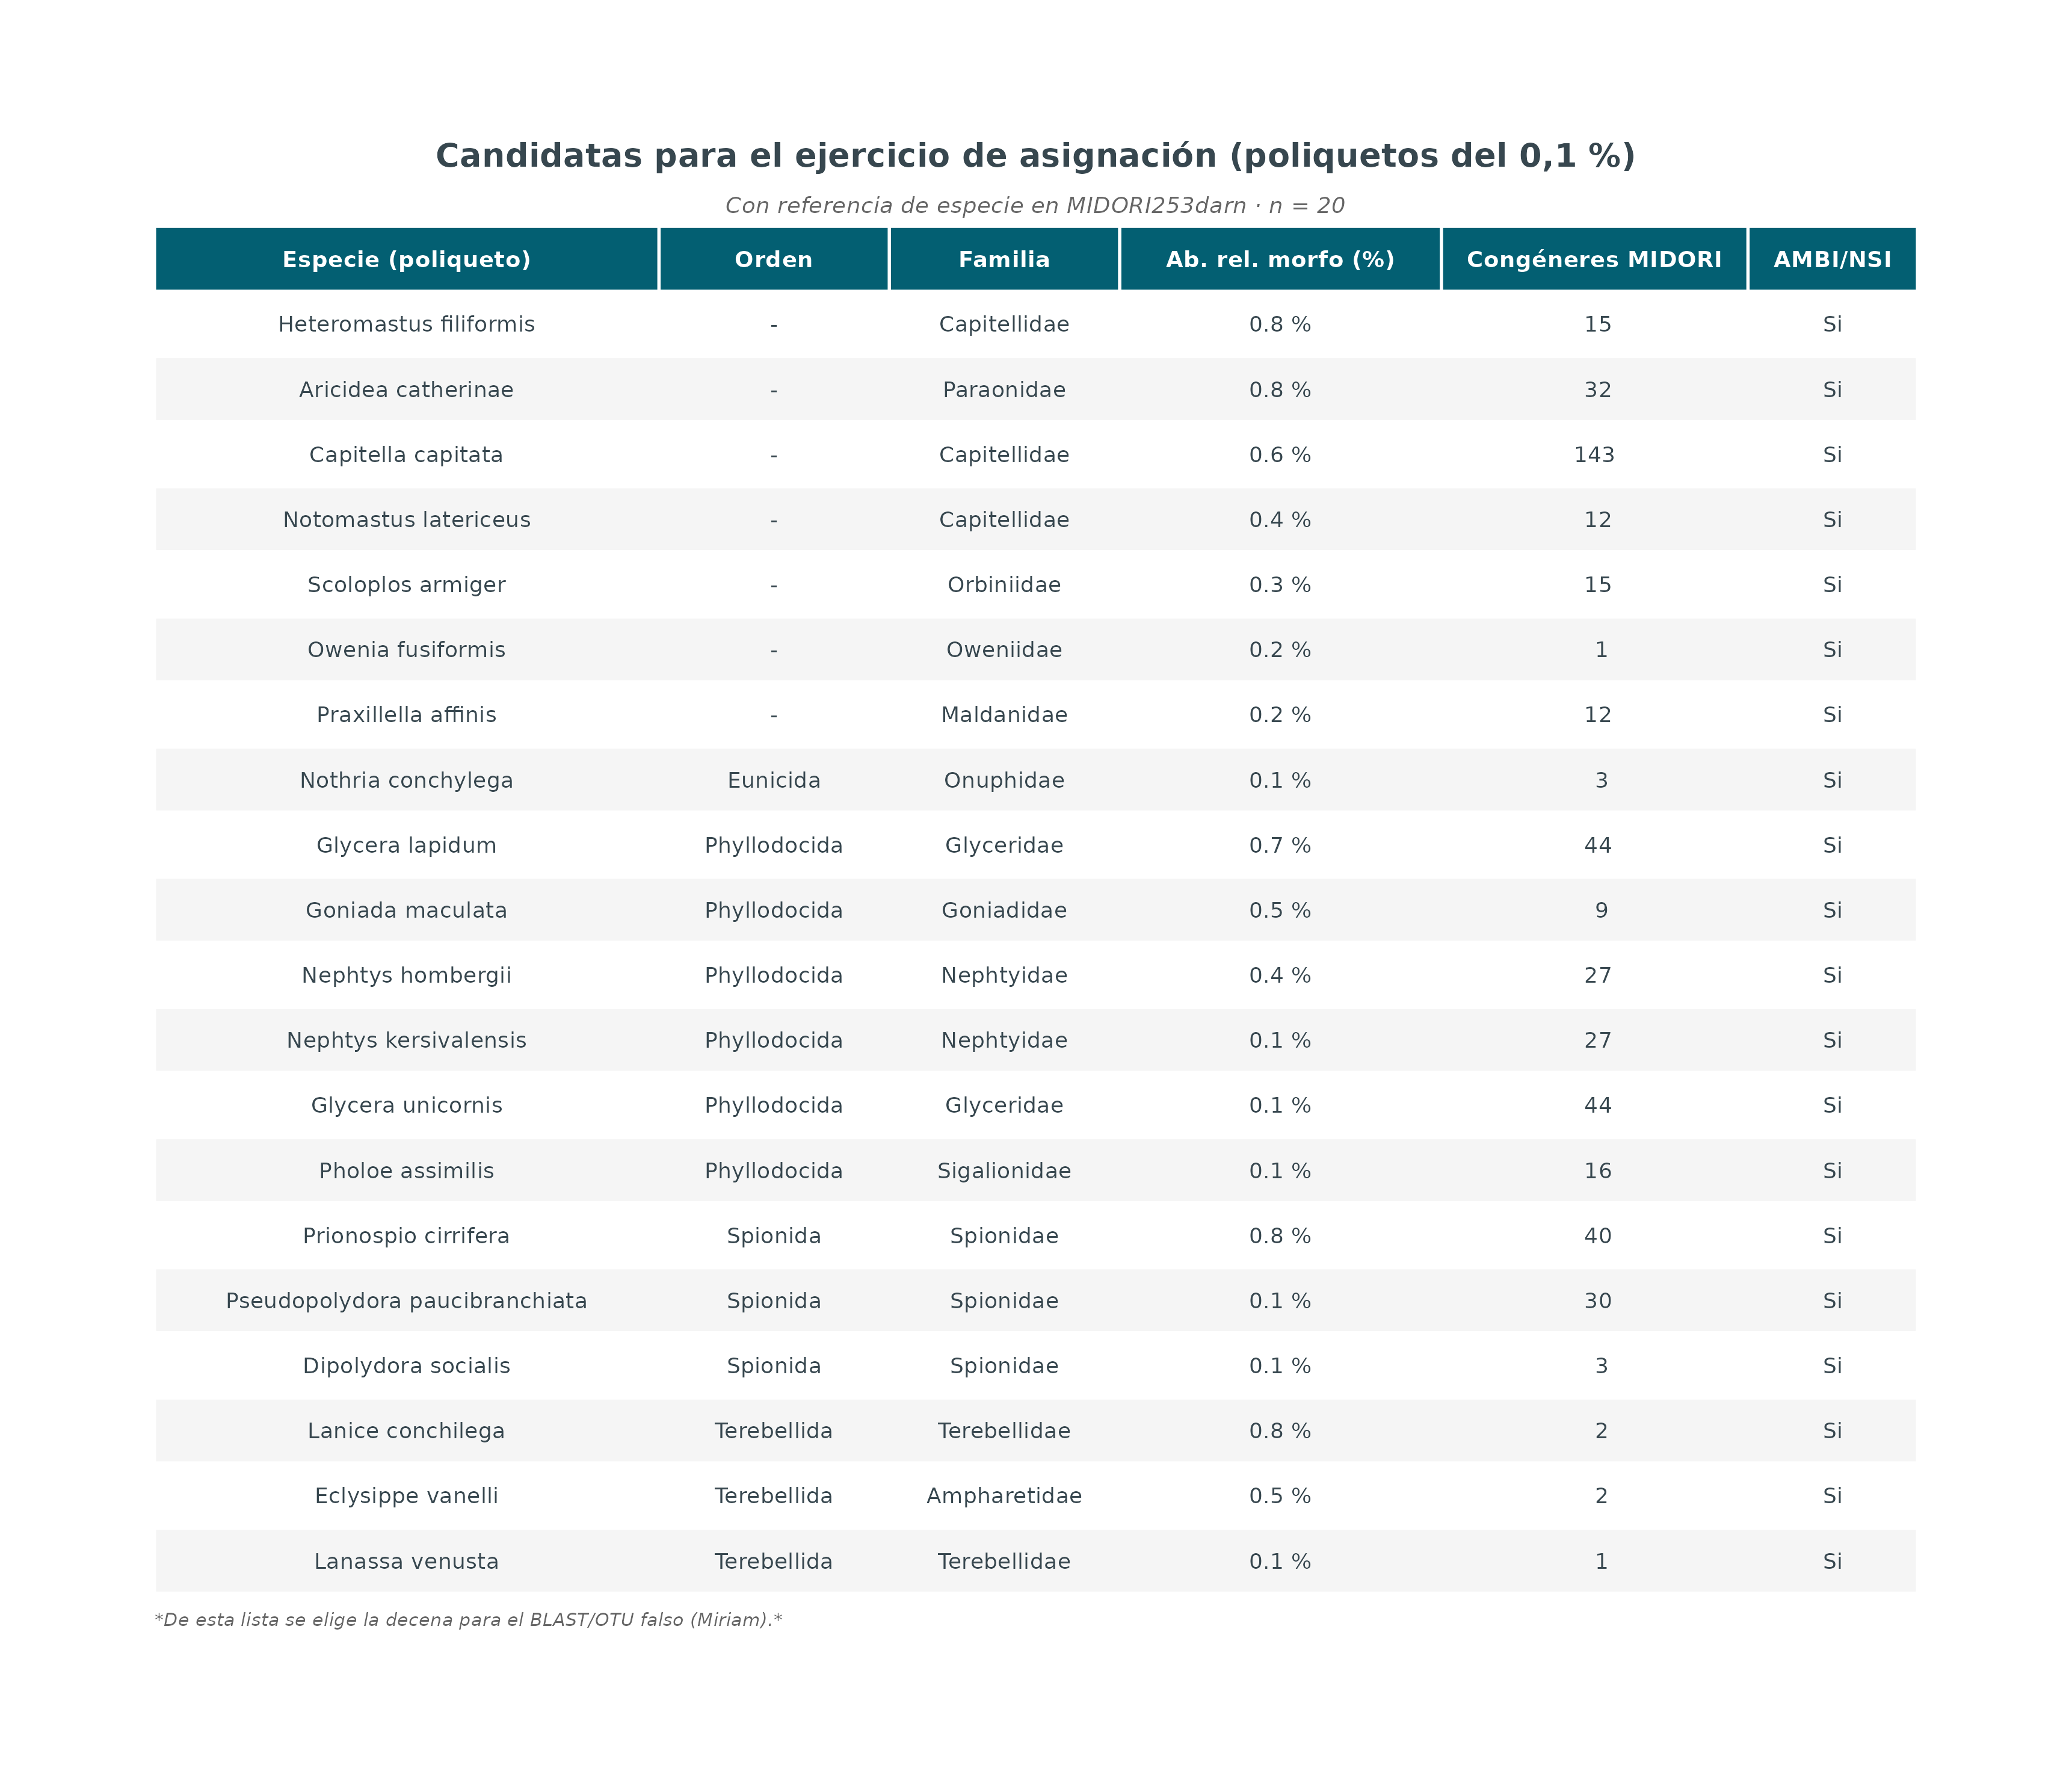 Candidatas para el ejercicio de asignación (poliquetos del 0,1 %)
Con referencia de especie en MIDORI253darn · n = 20
Especie (poliqueto) Orden Familia Ab. rel. morfo (%) Congéneres MIDORI AMBI/NSI
Heteromastus filiformis - Capitellidae 0.8 % 15 Si
Aricidea catherinae - Paraonidae 0.8 % 32 Si
Capitella capitata - Capitellidae 0.6 % 143 Si
Notomastus latericeus - Capitellidae 0.4 % 12 Si
Scoloplos armiger - Orbiniidae 0.3 % 15 Si
Owenia fusiformis - Oweniidae 0.2 % 1 Si
Praxillella affinis - Maldanidae 0.2 % 12 Si
Nothria conchylega Eunicida Onuphidae 0.1 % 3 Si
Glycera lapidum Phyllodocida Glyceridae 0.7 % 44 Si
Goniada maculata Phyllodocida Goniadidae 0.5 % 9 Si
Nephtys hombergii Phyllodocida Nephtyidae 0.4 % 27 Si
Nephtys kersivalensis Phyllodocida Nephtyidae 0.1 % 27 Si
Glycera unicornis Phyllodocida Glyceridae 0.1 % 44 Si
Pholoe assimilis Phyllodocida Sigalionidae 0.1 % 16 Si
Prionospio cirrifera Spionida Spionidae 0.8 % 40 Si
Pseudopolydora paucibranchiata Spionida Spionidae 0.1 % 30 Si
Dipolydora socialis Spionida Spionidae 0.1 % 3 Si
Lanice conchilega Terebellida Terebellidae 0.8 % 2 Si
Eclysippe vanelli Terebellida Ampharetidae 0.5 % 2 Si
Lanassa venusta Terebellida Terebellidae 0.1 % 1 Si
*De esta lista se elige la decena para el BLAST/OTU falso (Miriam).*